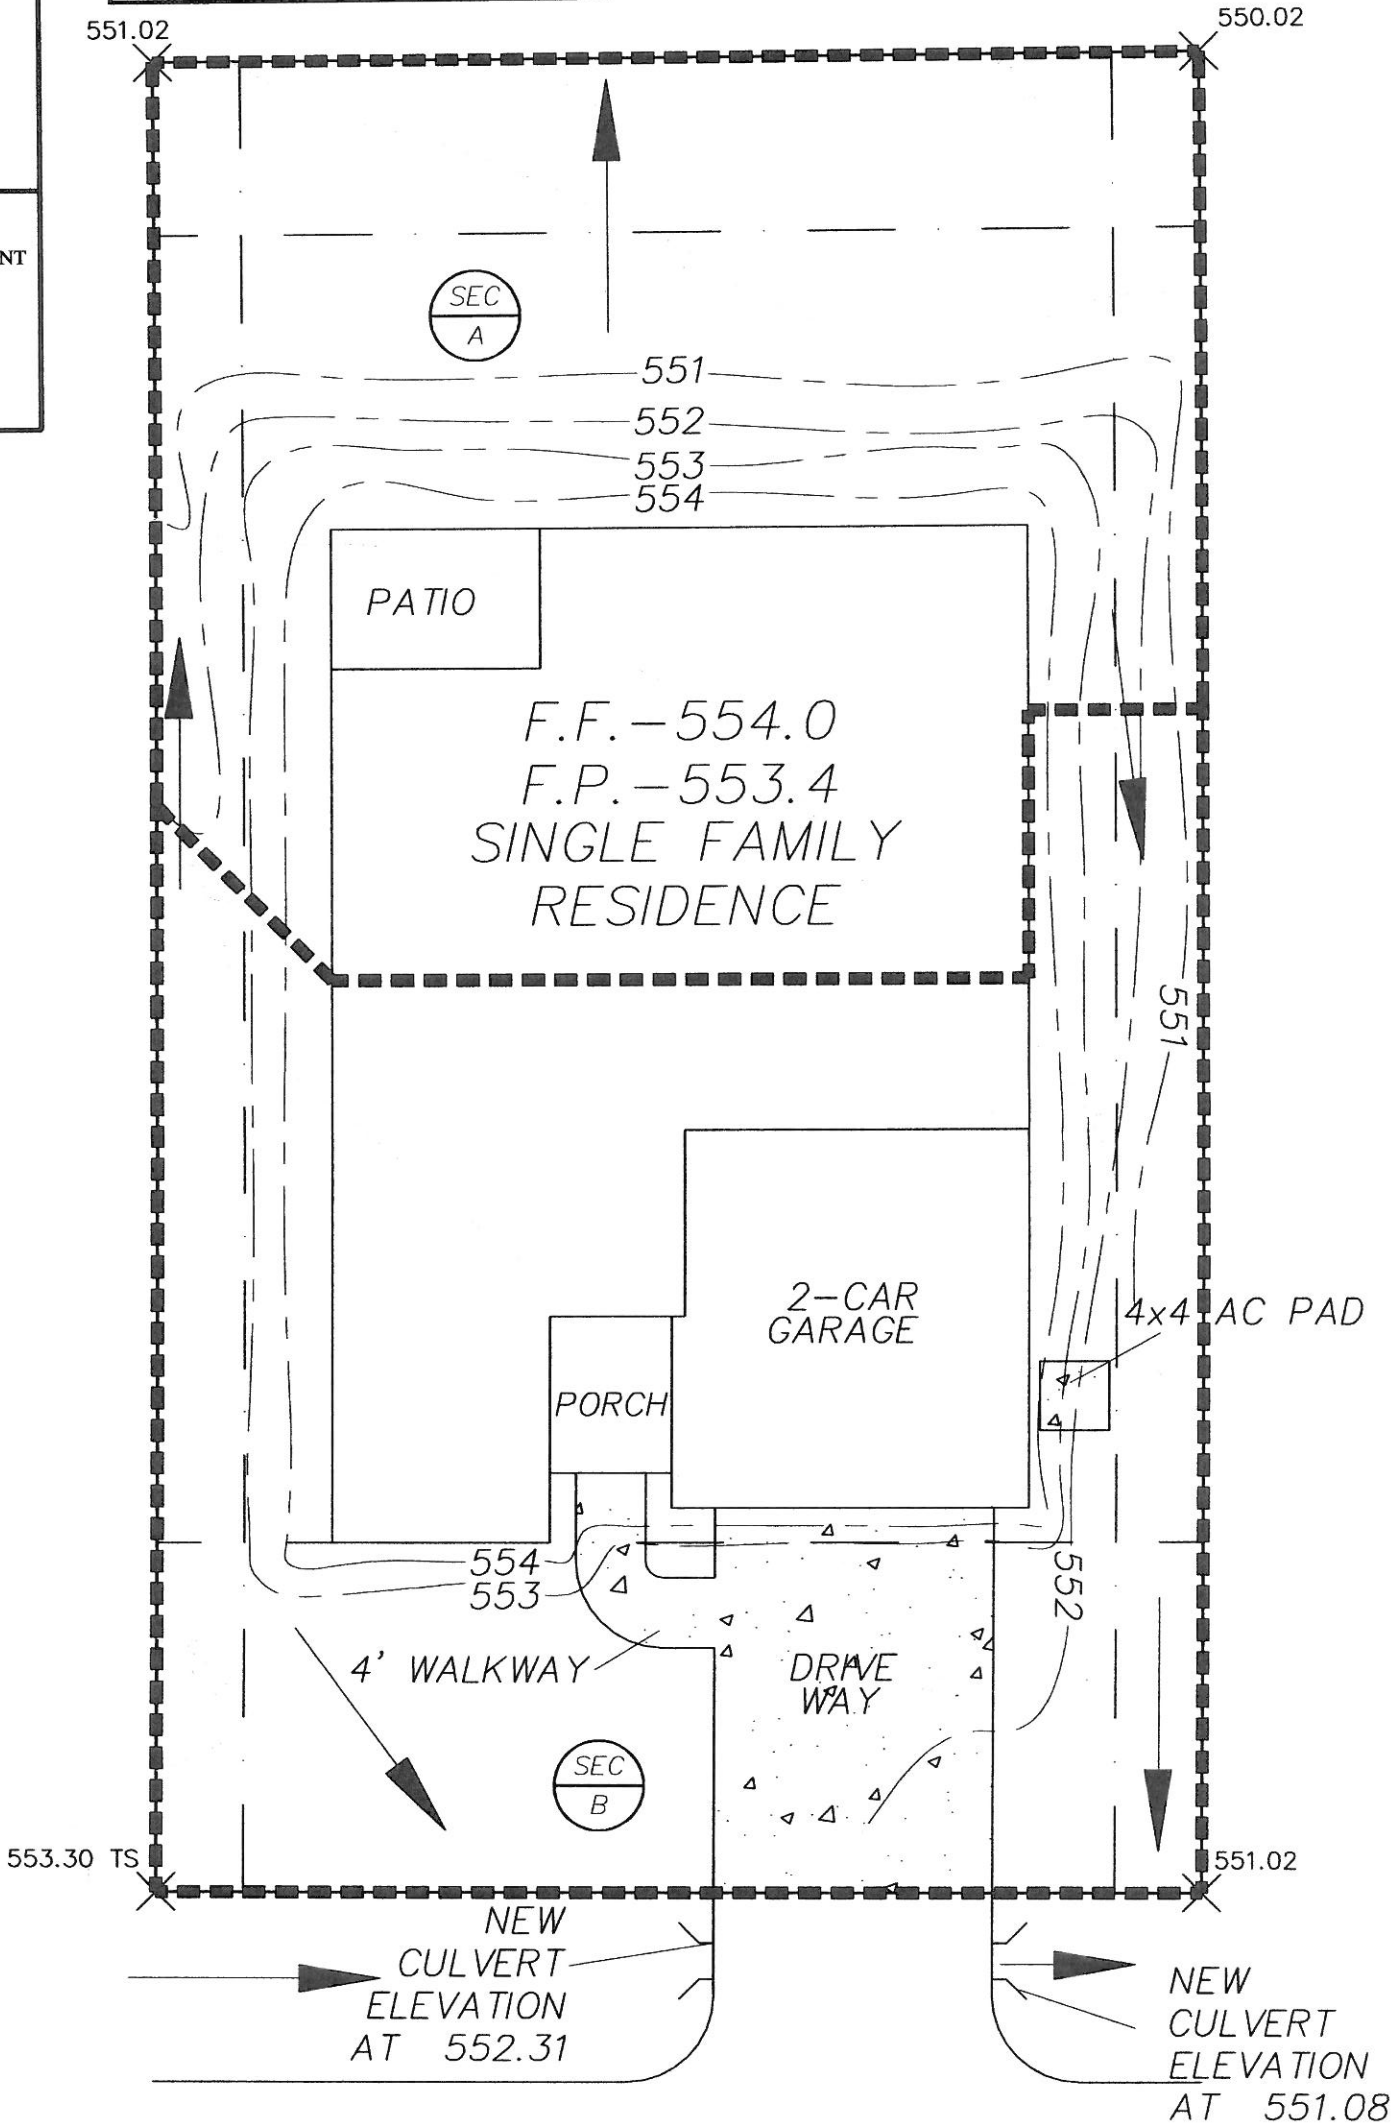 551.02
550.02
NT
SEC
A
551
552
553
554
PATIO
F.F.-554.0
F.P.-553.4
SINGLE FAMILY
RESIDENCE
551
2-CAR
GARAGE
4x4 AC PAD
PORCH
554
553
552
4' WALKWAY
DRIVE
WAY
SEC
B
553.30 TS
551.02
NEW
CULVERT
ELEVATION
AT 552.31
NEW
CULVERT
ELEVATION
AT 551.08